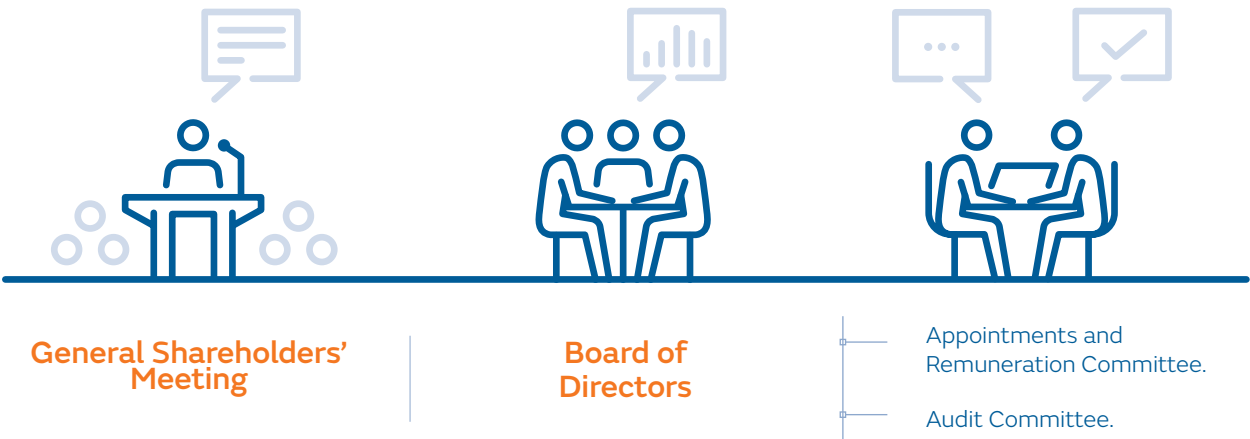 General Shareholders’
Meeting
Board of
Directors
Appointments and
Remuneration Committee.
Audit Committee.